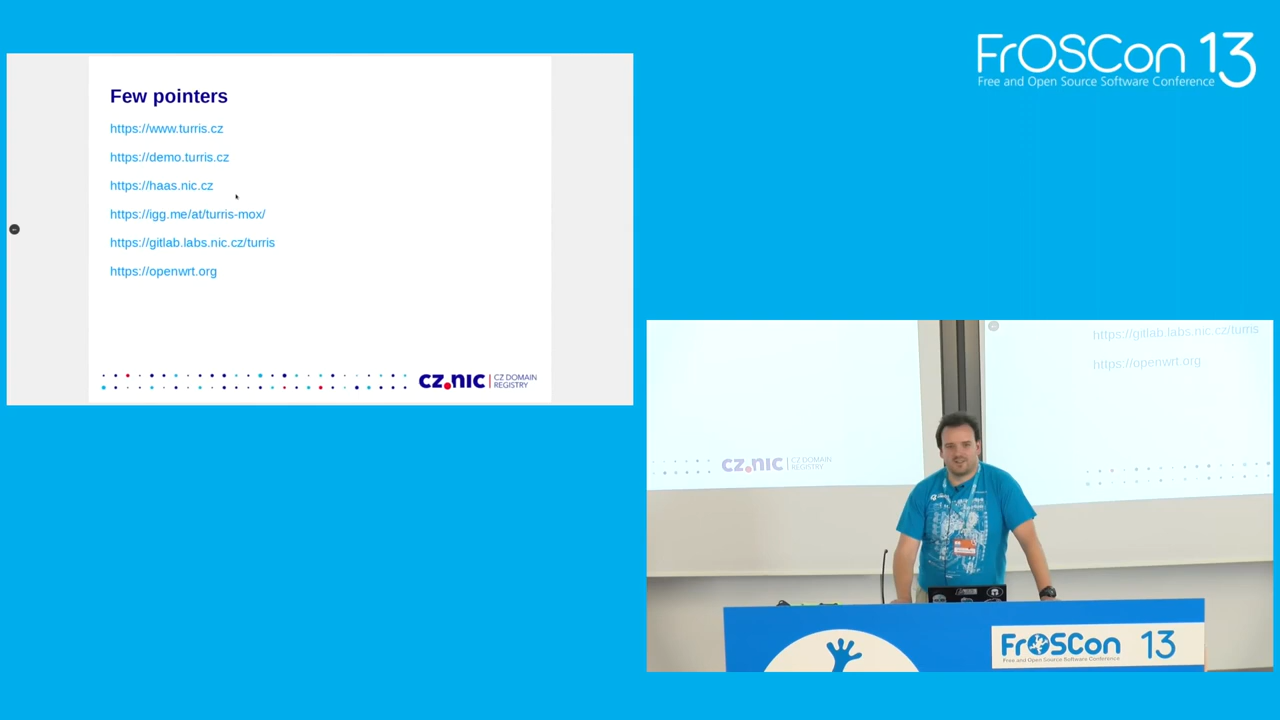 Few pointers
https://www.turris.cz
https://demo.turris.cz
https://haas.nic.cz
https://igg.me/at/turris-mox/
https://gitlab.labs.nic.cz/turris
https://openwrt.org
CZ.NIC | CZ DOMAIN
REGISTRY
FrOSCon 13
Free and Open Source Software Conference
https://gitlab.labs.nic.cz/turris
https://openwrt.org
CZ.NIC | CZ DOMAIN
REGISTRY
FrOSCon 13
Free and Open Source Software Conference